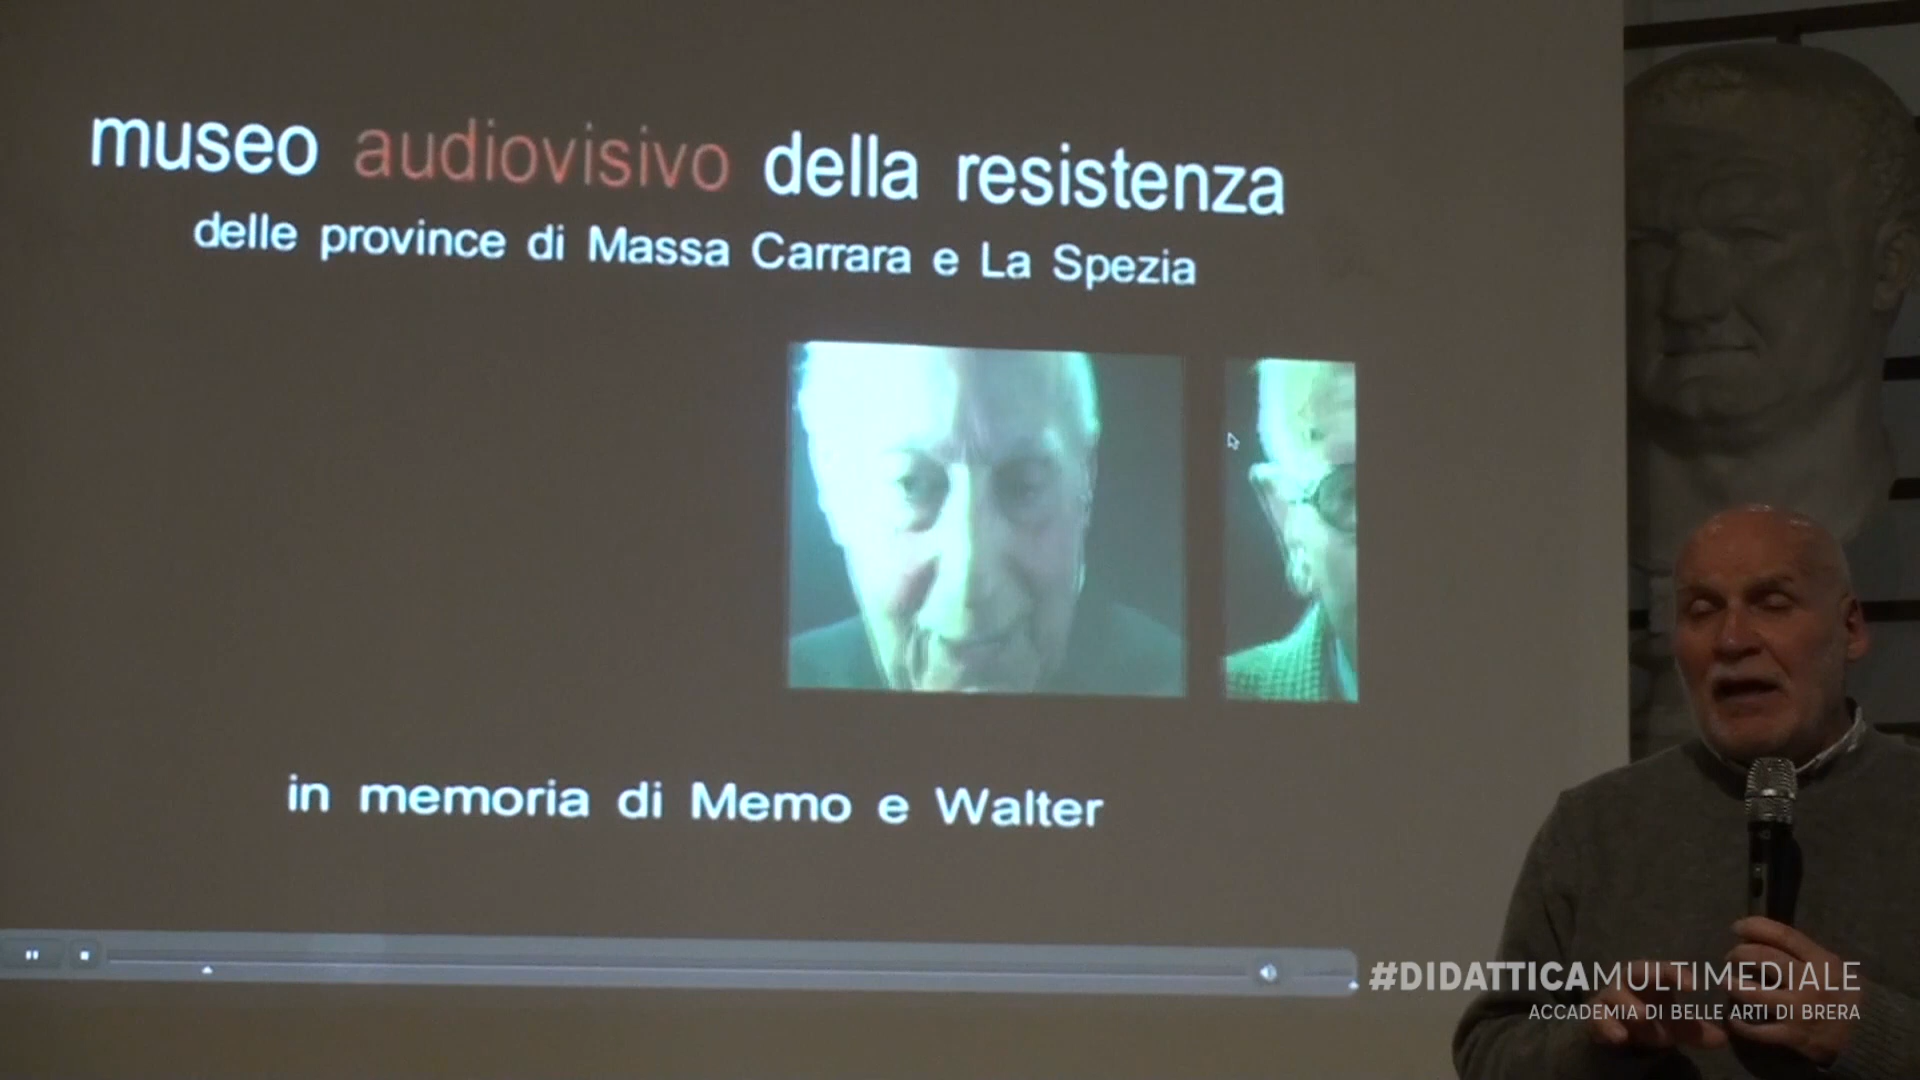 museo audiovisivo della resistenza
delle province di Massa Carrara e La Spezia
in memoria di Memo e Walter
#DIDATTICAMULTIMEDIALE
ACCADEMIA DI BELLE ARTI DI BRERA